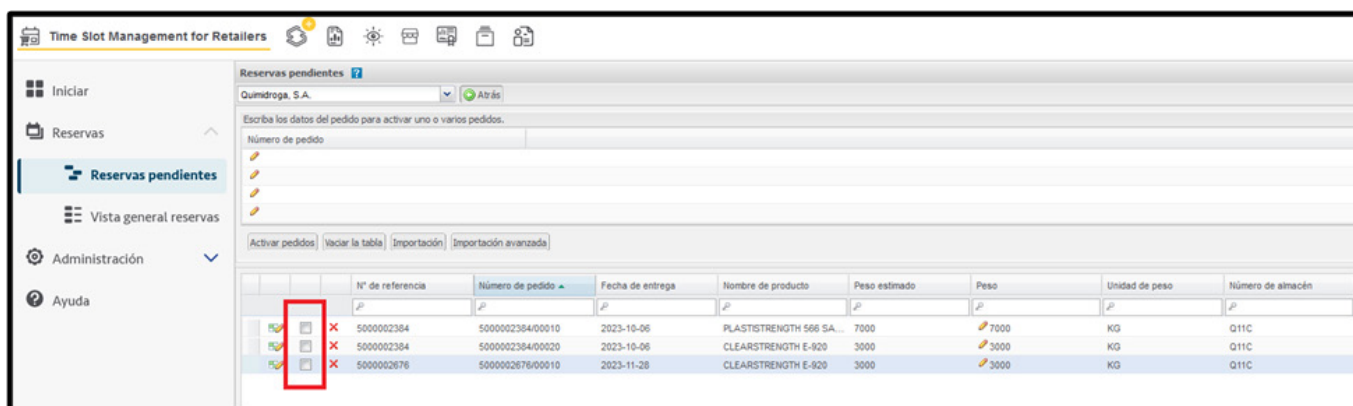 Time Slot Management for Retailers
Iniciar
Reservas
Reservas pendientes
Vista general reservas
Administración
Ayuda
Reservas pendientes ?
Quimidroga, S.A. Atrás
Escriba los datos del pedido para activar uno o varios pedidos.
Número de pedido
Activar pedidos Vaciar la tabla Importación Importación avanzada
N° de referencia Número de pedido Fecha de entrega Nombre de producto Peso estimado Peso Unidad de peso Número de almacén
5000002384 5000002384/00010 2023-10-06 PLASTISTRENGTH 566 SA... 7000 7000 KG Q11C
5000002384 5000002384/00020 2023-10-06 CLEARSTRENGTH E-920 3000 3000 KG Q11C
5000002676 5000002676/00010 2023-11-28 CLEARSTRENGTH E-920 3000 3000 KG Q11C